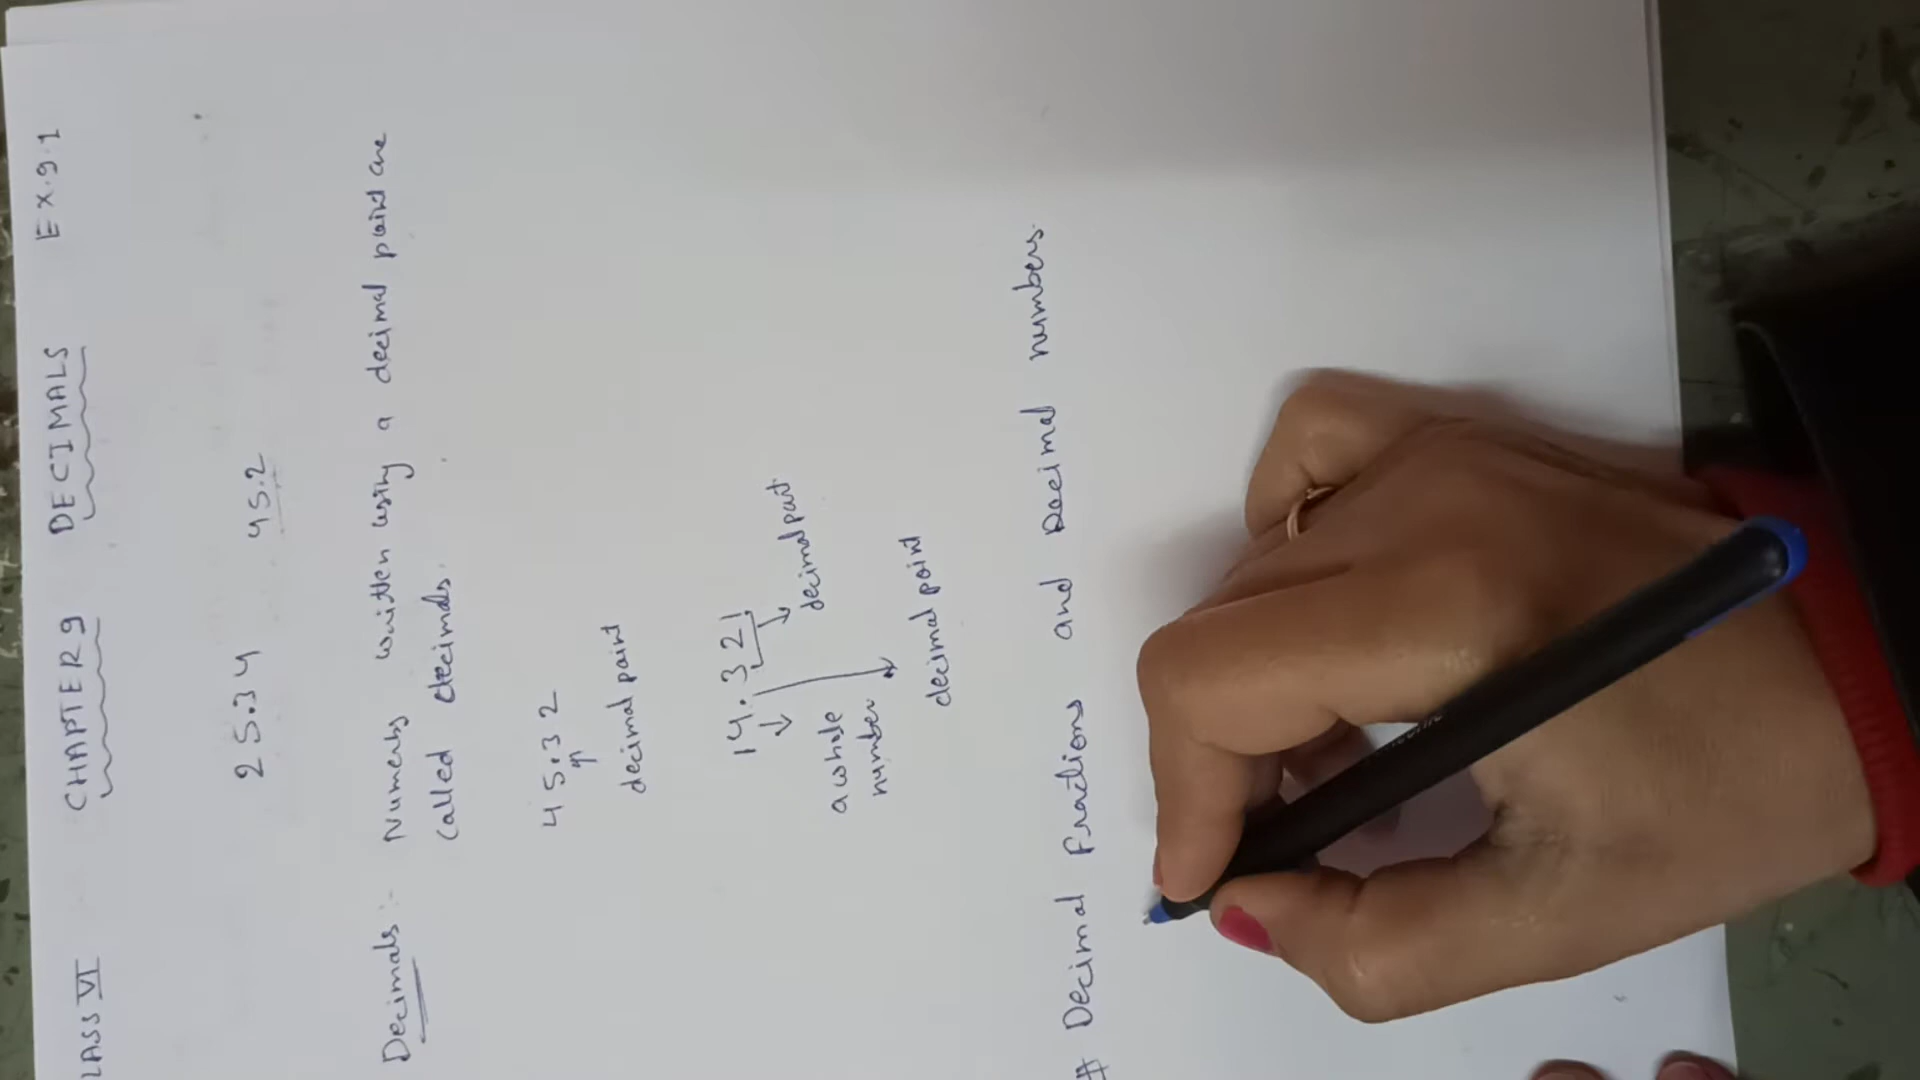 LASS VI CHAPTER 9 DECIMALS EX.9.1
25.34 45.2
Decimals:- Numbers written using a decimal point are
called decimals.
45.32
decimal point
14.321
a whole decimal part
number
decimal point
# Decimal Fractions and Decimal numbers.